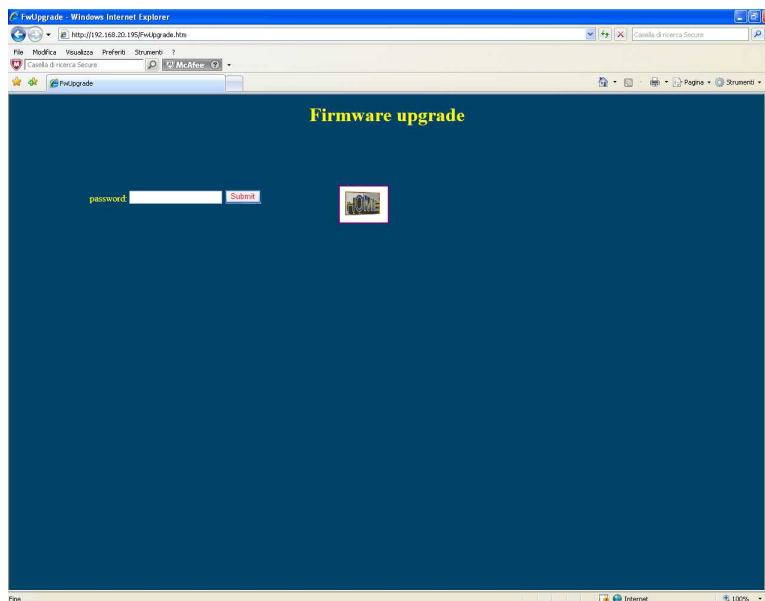 FwUpgrade - Windows Internet Explorer
http://192.168.20.195/FwUpgrade.htm
Casella di ricerca Secure
File Modifica Visualizza Preferiti Strumenti ?
Casella di ricerca Secure
McAfee
FwUpgrade
Pagina
Strumenti
Firmware upgrade
password:
Submit
HOME
Fine
Internet
100%